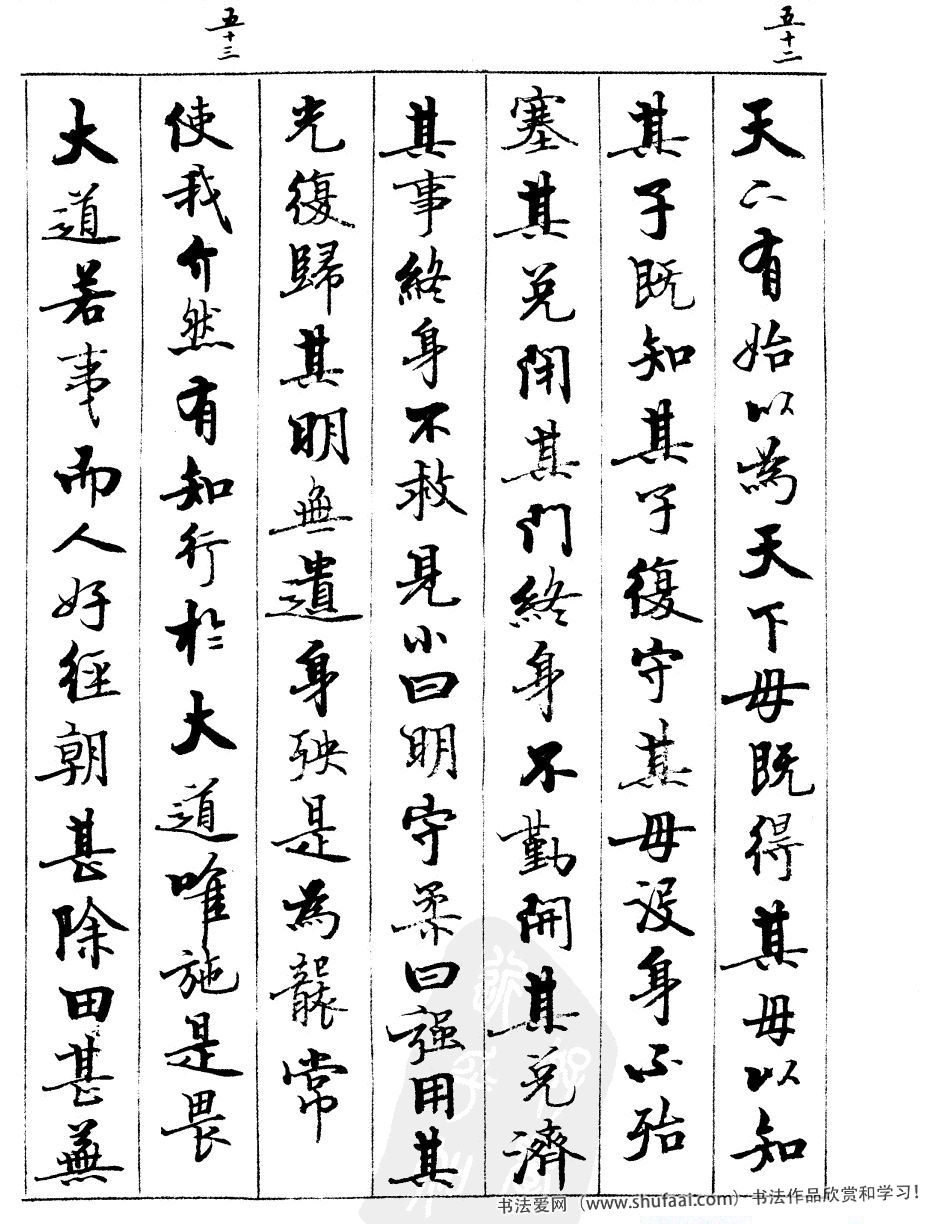 五十二
天下有始以為天下母既得其母以知
其子既知其子復守其母没身不殆
塞其兑閉其門終身不勤開其兑濟
其事終身不救見小曰明守柔曰强用其
光復歸其明無遺身殃是為襲常
五十三
使我介然有知行於大道唯施是畏
大道若夷而人好徑朝甚除田甚蕪
书法爱网（www.shufaai.com）-书法作品欣赏和学习！